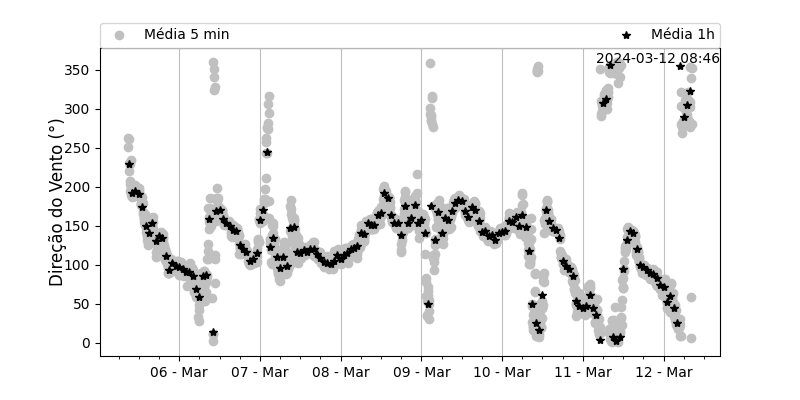 Média 5 min
Média 1h
2024-03-12 08:46
Direção do Vento (°)
350
300
250
200
150
100
50
0
06 - Mar
07 - Mar
08 - Mar
09 - Mar
10 - Mar
11 - Mar
12 - Mar